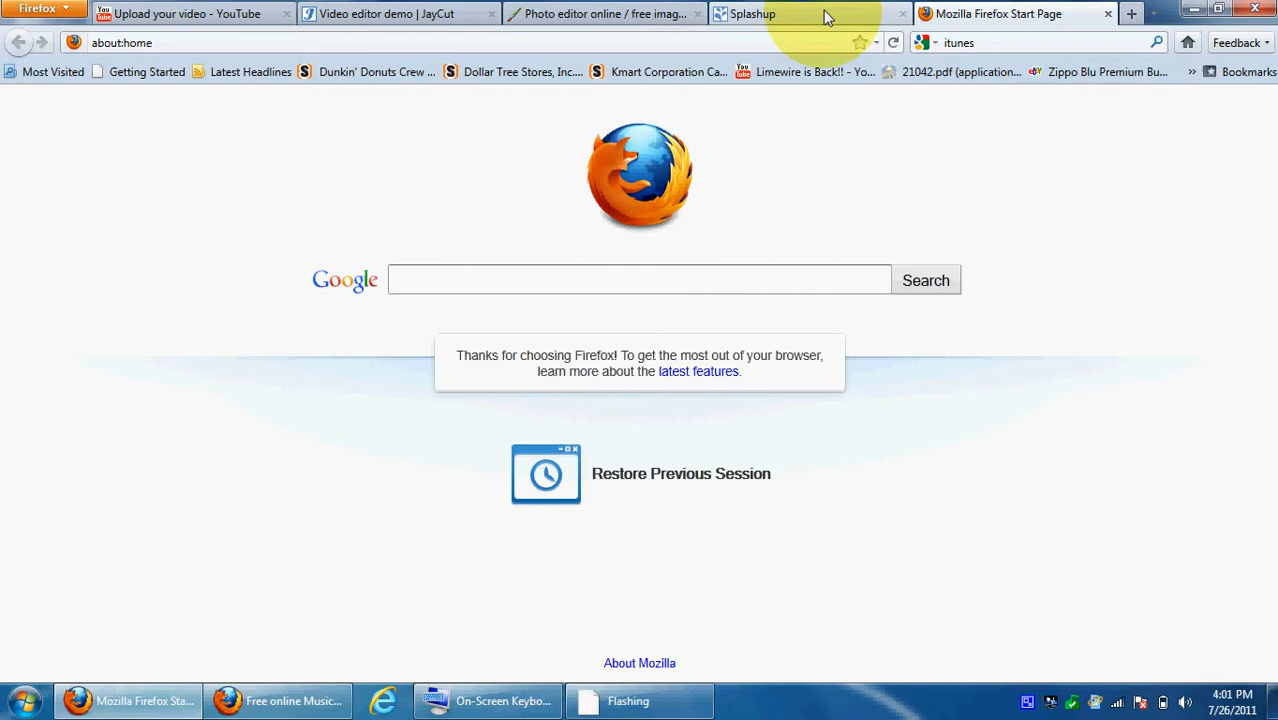 Firefox
Upload your video - YouTube
Video editor demo | JayCut
Photo editor online / free imag...
Splashup
Mozilla Firefox Start Page
about:home
itunes
Feedback
Most Visited
Getting Started
Latest Headlines
Dunkin' Donuts Crew ...
Dollar Tree Stores, Inc....
Kmart Corporation Ca...
You Tube
Limewire is Back!! - Yo...
21042.pdf (application...
Zippo Blu Premium Bu...
Bookmarks
Google
Search
Thanks for choosing Firefox! To get the most out of your browser,
learn more about the latest features.
Restore Previous Session
About Mozilla
Mozilla Firefox Sta...
Free online Music...
On-Screen Keybo...
Flashing
4:01 PM
7/26/2011